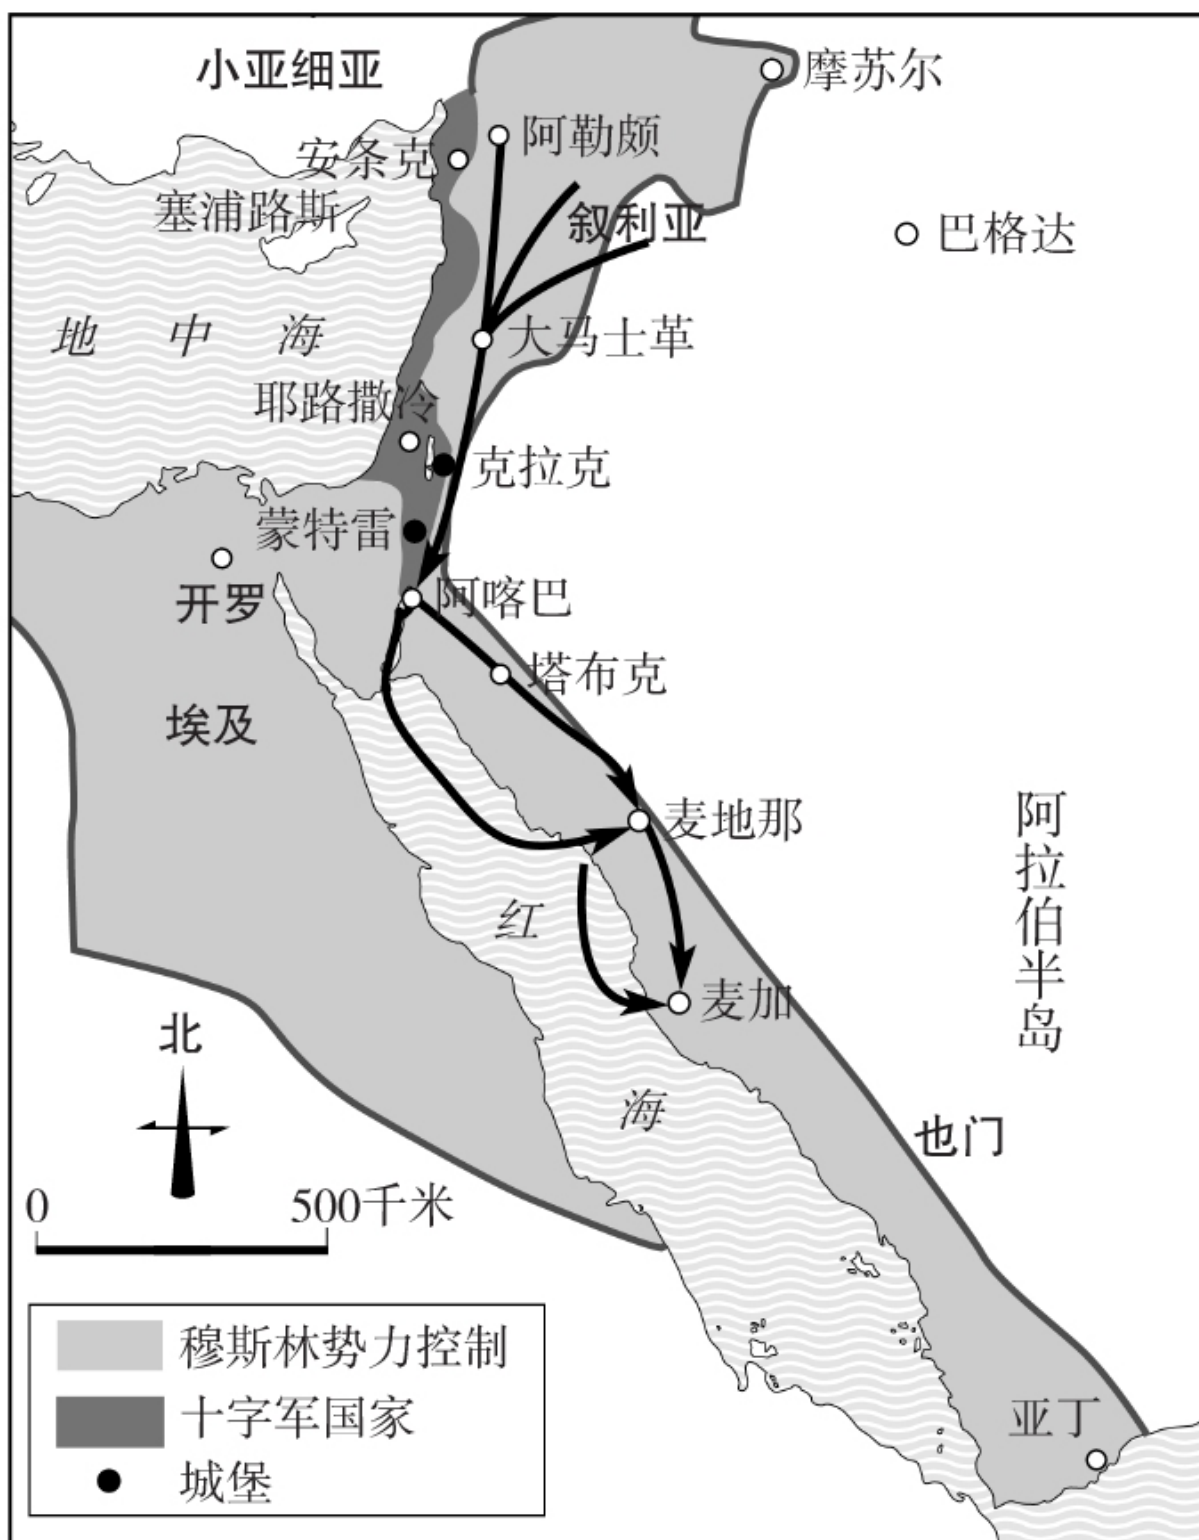 小亚细亚
摩苏尔
阿勒颇
安条克
塞浦路斯
叙利亚
巴格达
地中海
大马士革
耶路撒冷
克拉克
蒙特雷
开罗
阿喀巴
塔布克
埃及
麦地那
阿拉伯半岛
红海
麦加
北
也门
0 500千米
穆斯林势力控制
十字军国家
城堡
亚丁